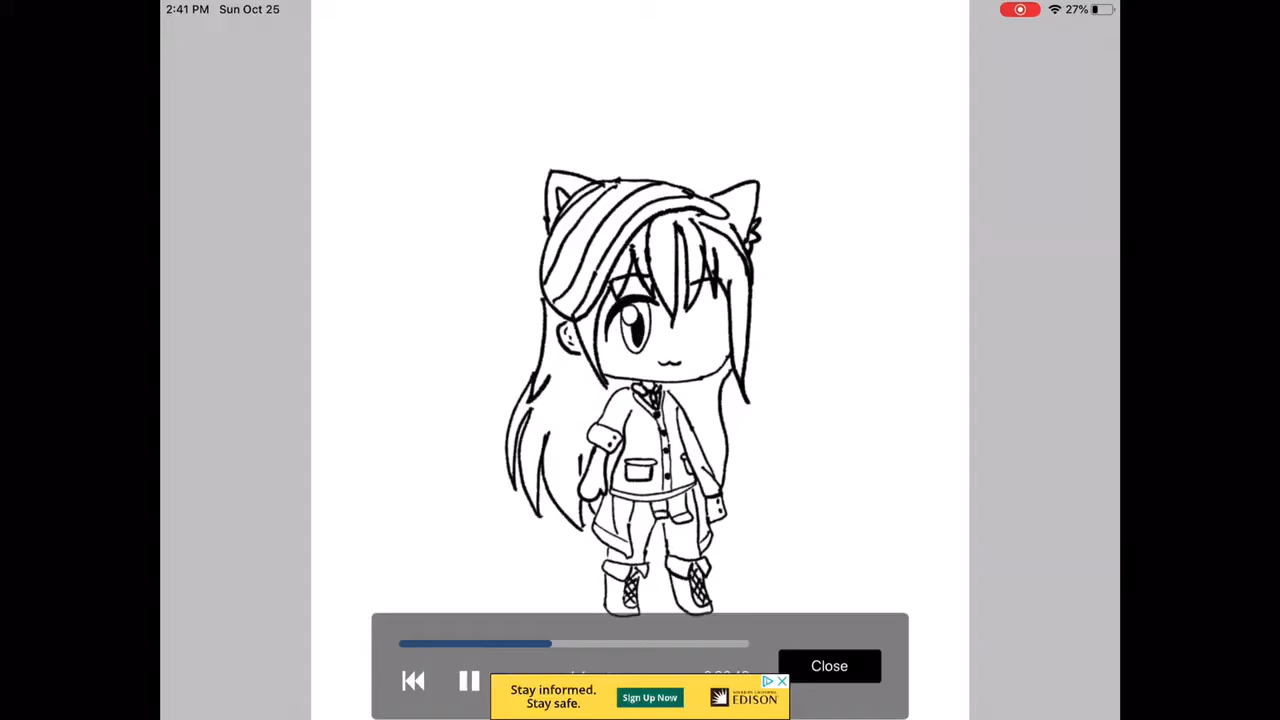 2:41 PM Sun Oct 25
27%
Close
Stay informed.
Stay safe.
Sign Up Now
EDISON